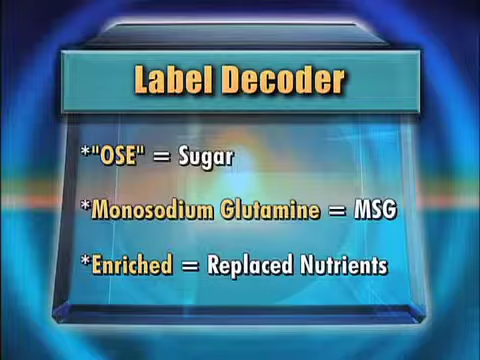 Label Decoder
*"OSE" = Sugar
*Monosodium Glutamine = MSG
*Enriched = Replaced Nutrients